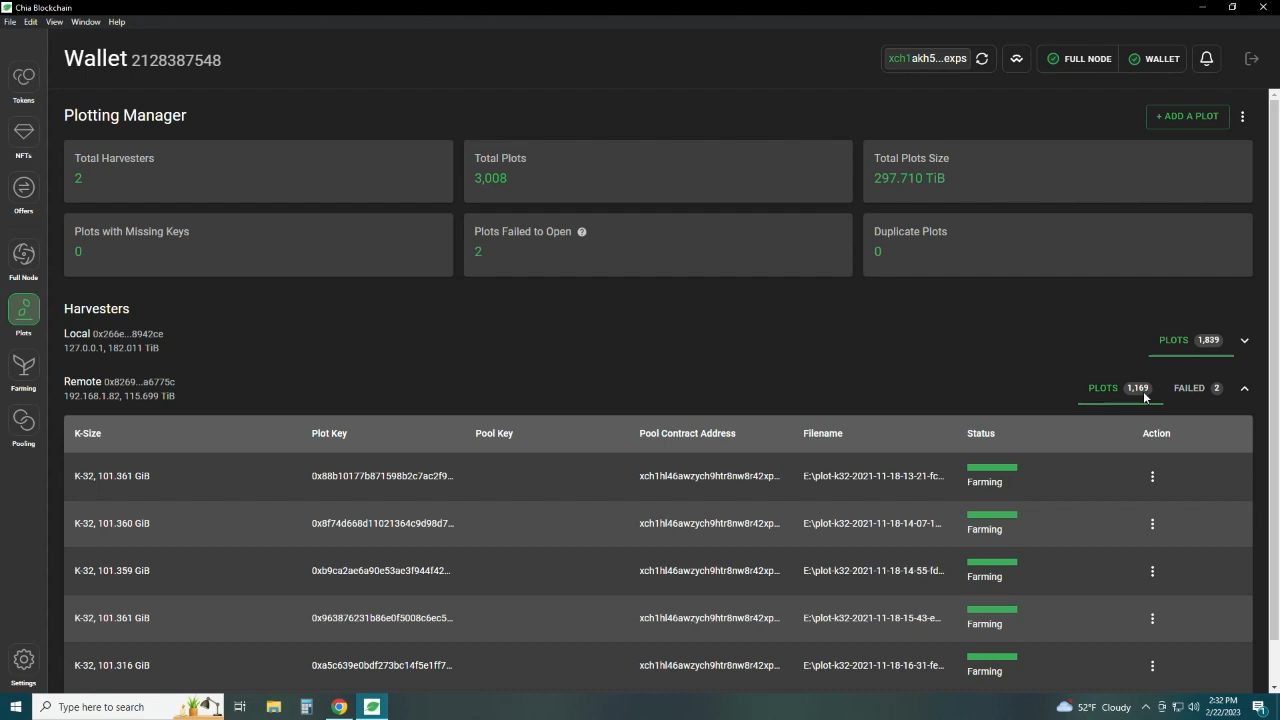 Chia Blockchain
File Edit View Window Help
Wallet 2128387548
xch1akh5...exps
FULL NODE
WALLET
Tokens
NFTs
Offers
Full Node
Plots
Farming
Pooling
Settings
Plotting Manager
+ ADD A PLOT
Total Harvesters
2
Total Plots
3,008
Total Plots Size
297.710 TiB
Plots with Missing Keys
0
Plots Failed to Open
2
Duplicate Plots
0
Harvesters
Local 0x266e...8942ce
127.0.0.1, 182.011 TiB
PLOTS 1,839
Remote 0x8269...a6775c
192.168.1.82, 115.699 TiB
PLOTS 1,169 FAILED 2
K-Size Plot Key Pool Key Pool Contract Address Filename Status Action
K-32, 101.361 GiB 0x88b10177b871598b2c7ac2f9... xch1hl46awzych9htr8nw8r42xp... E:\plot-k32-2021-11-18-13-21-fc... Farming
K-32, 101.360 GiB 0x8f74d668d11021364c9d98d7... xch1hl46awzych9htr8nw8r42xp... E:\plot-k32-2021-11-18-14-07-1... Farming
K-32, 101.359 GiB 0xb9ca2ae6a90e53ae3f944f42... xch1hl46awzych9htr8nw8r42xp... E:\plot-k32-2021-11-18-14-55-fd... Farming
K-32, 101.361 GiB 0x963876231b86e0f5008c6ec5... xch1hl46awzych9htr8nw8r42xp... E:\plot-k32-2021-11-18-15-43-e... Farming
K-32, 101.316 GiB 0xa5c639e0bdf273bc14f5e1ff7... xch1hl46awzych9htr8nw8r42xp... E:\plot-k32-2021-11-18-16-31-fe... Farming
Type here to search
52°F Cloudy
2:32 PM
2/22/2023
1